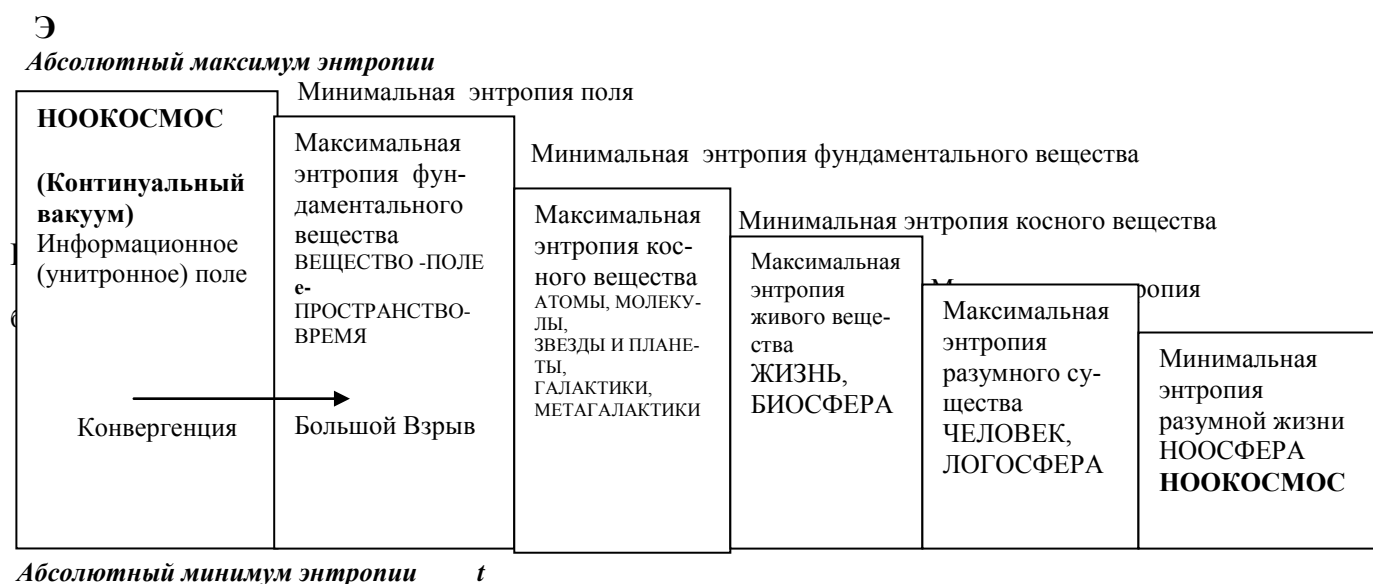 Э
Абсолютный максимум энтропии
НООКОСМОС
(Континуальный
вакуум)
Информационное
(унитронное) поле
Конвергенция
Минимальная энтропия поля
Максимальная
энтропия фун-
даментального
вещества
ВЕЩЕСТВО -ПОЛЕ
е-
ПРОСТРАНСТВО-
ВРЕМЯ
Большой Взрыв
Минимальная энтропия фундаментального вещества
Максимальная
энтропия кос-
ного вещества
АТОМЫ, МОЛЕКУ-
ЛЫ,
ЗВЕЗДЫ И ПЛАНЕ-
ТЫ,
ГАЛАКТИКИ,
МЕТАГАЛАКТИКИ
Минимальная энтропия косного вещества
Максимальная
энтропия
живого веще-
ства
ЖИЗНЬ,
БИОСФЕРА
Максимальная
энтропия
разумного су-
щества
ЧЕЛОВЕК,
ЛОГОСФЕРА
Минимальная
энтропия
разумной жизни
НООСФЕРА
НООКОСМОС
Абсолютный минимум энтропии t